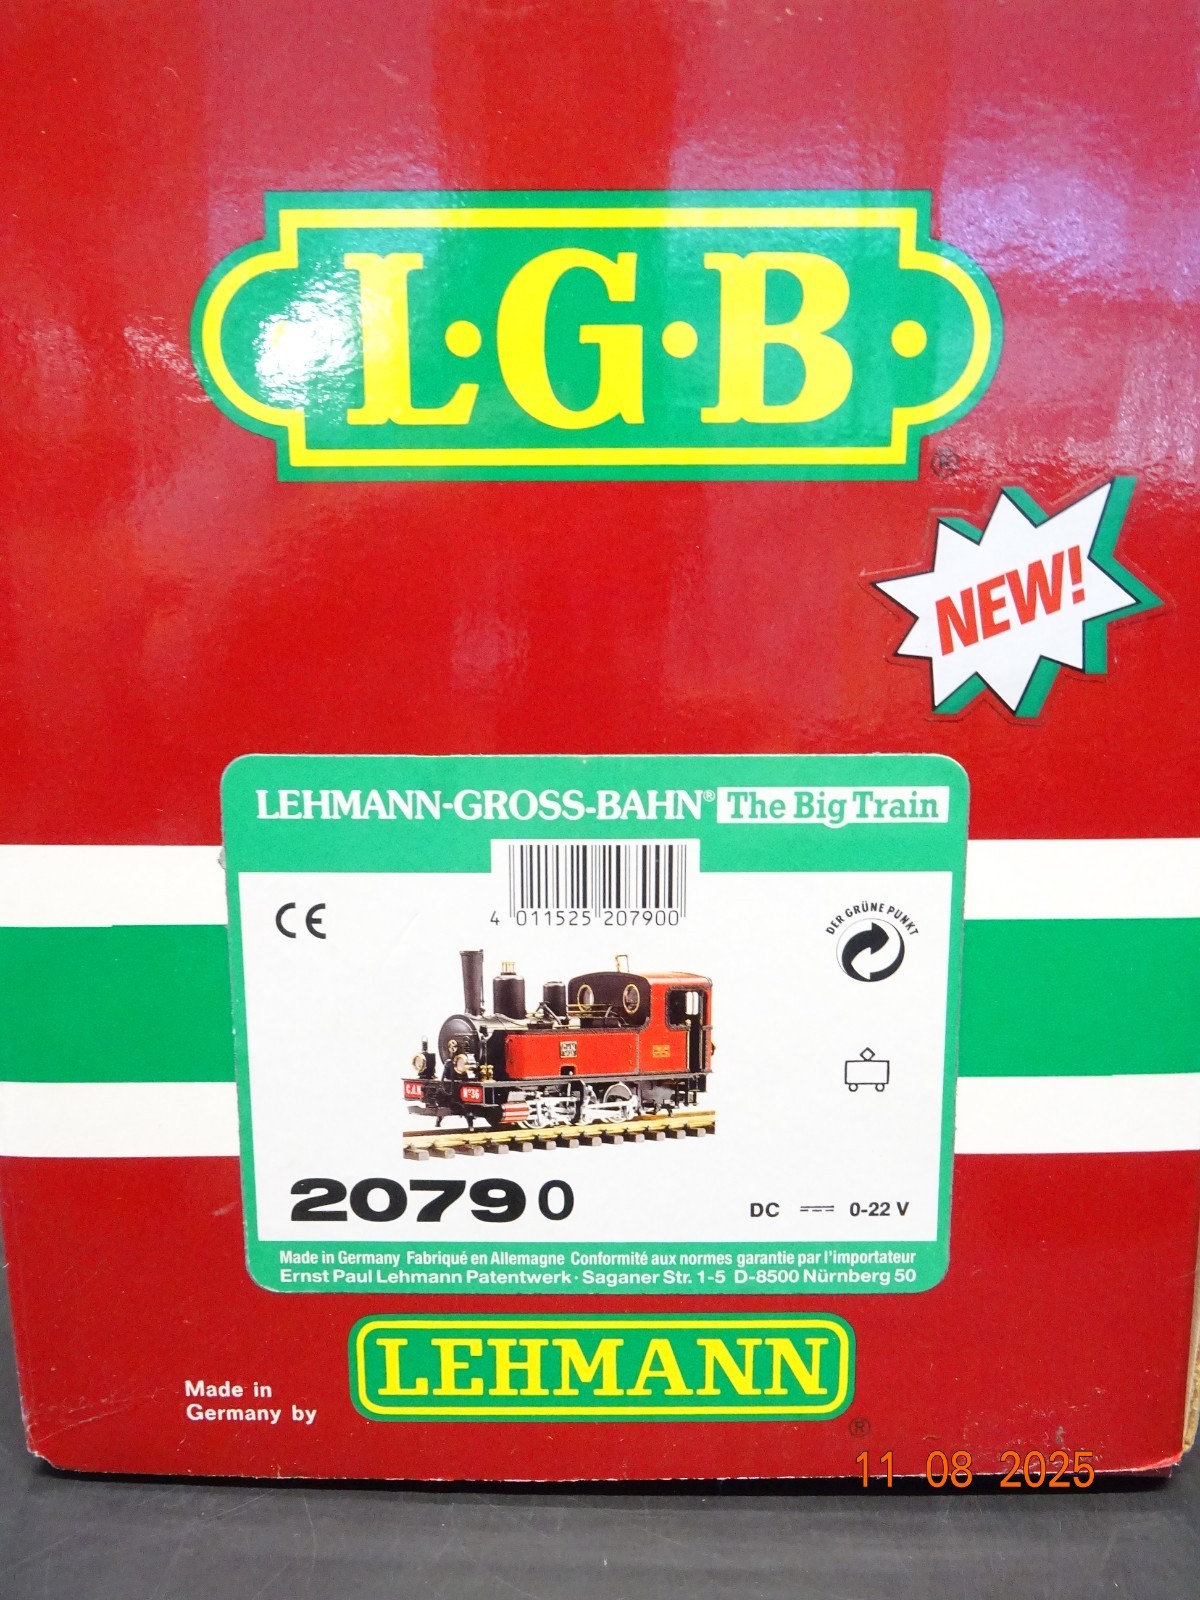 L·G·B·
®
NEW!
LEHMANN-GROSS-BAHN® The Big Train
CE
4 011525 207900
DER GRÜNE PUNKT
C.d.N
Nº36
20790
DC 0-22 V
Made in Germany Fabriqué en Allemagne Conformité aux normes garantie par l'importateur
Ernst Paul Lehmann Patentwerk · Saganer Str. 1-5 D-8500 Nürnberg 50
LEHMANN
®
Made in
Germany by
11 08 2025